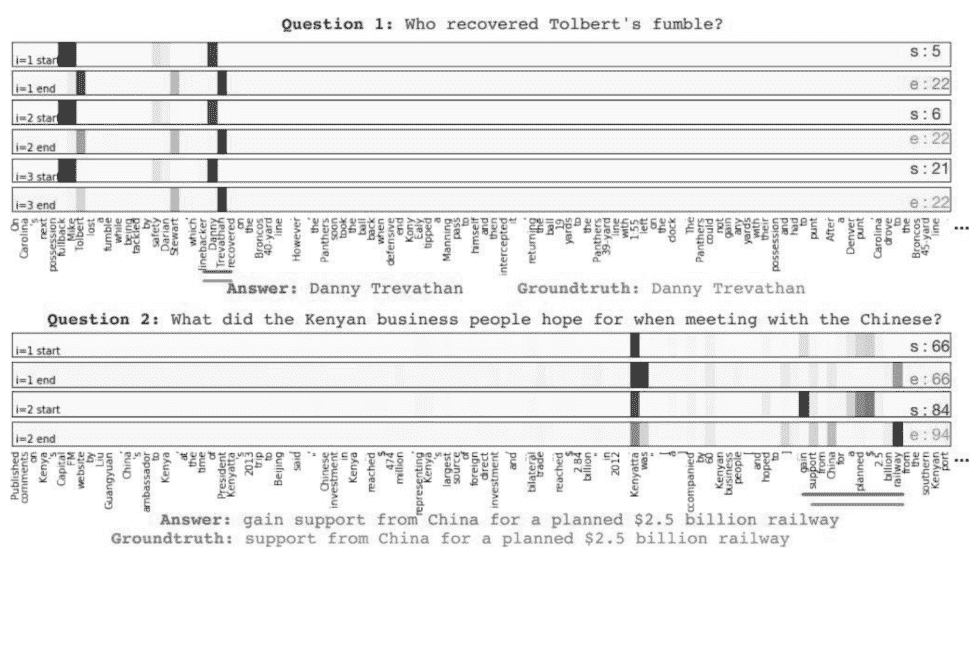 Question 1: Who recovered Tolbert's fumble?
i=1 start s:5
i=1 end e:22
i=2 start s:6
i=2 end e:22
i=3 start s:21
i=3 end e:22
On Carolina 's next possession fullback Mike Tolbert lost a fumble while being tackled by safety Darian Stewart , which linebacker Danny Trevathan recovered on the Broncos 40-yard line . However , the Panthers soon took the ball back when defensive end Kony Ealy tipped a Manning pass to himself and then intercepted it , returning the ball 19 yards to the Panthers 39-yard line with 1:55 left on the clock . The Panthers could not gain any yards with their possession and had to punt . After a Denver punt , Carolina drove to the Broncos 45-yard line . ...
Answer: Danny Trevathan Groundtruth: Danny Trevathan
Question 2: What did the Kenyan business people hope for when meeting with the Chinese?
i=1 start s:66
i=1 end e:66
i=2 start s:84
i=2 end e:94
Published comments on Kenya 's Capital FM website by Liu Guangyuan , China 's ambassador to Kenya , at the time of President Kenyatta 's 2013 trip to Beijing said , " Chinese investment in Kenya reached $ 474 million representing Kenya 's largest source of foreign direct investment and bilateral trade reached $ 2.84 billion in 2012 Kenyatta was [ a ccompanied by 60 Kenyan business people and hoped to ] gain support from China for a planned $ 2.5 billion railway from the southern Kenyan port ...
Answer: gain support from China for a planned $2.5 billion railway
Groundtruth: support from China for a planned $2.5 billion railway